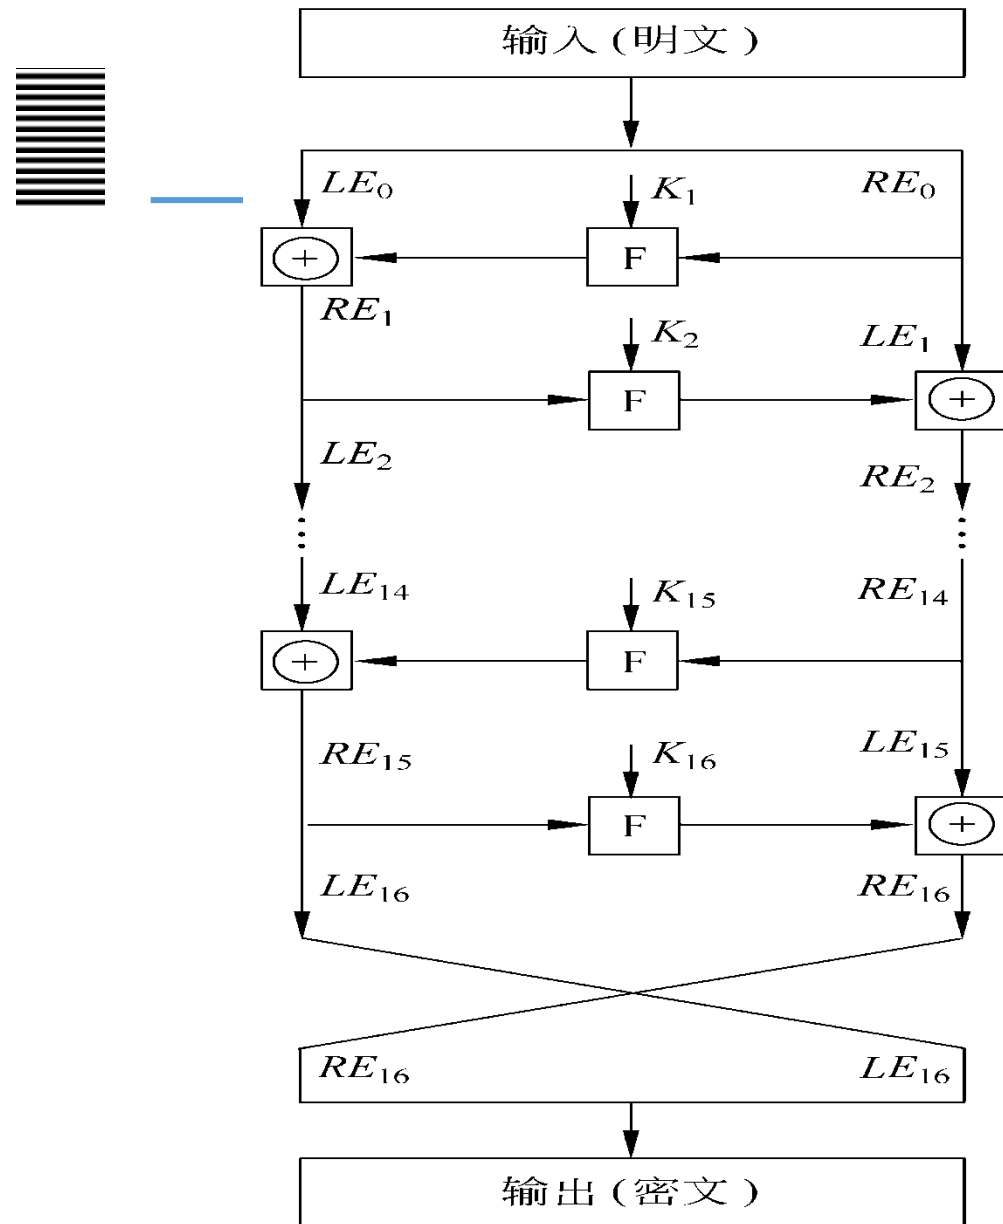 输入(明文)
LE₀ K₁ RE₀
+ F
RE₁ K₂ LE₁
F +
LE₂ RE₂
LE₁₄ K₁₅ RE₁₄
+ F
RE₁₅ K₁₆ LE₁₅
F +
LE₁₆ RE₁₆
RE₁₆ LE₁₆
输出(密文)